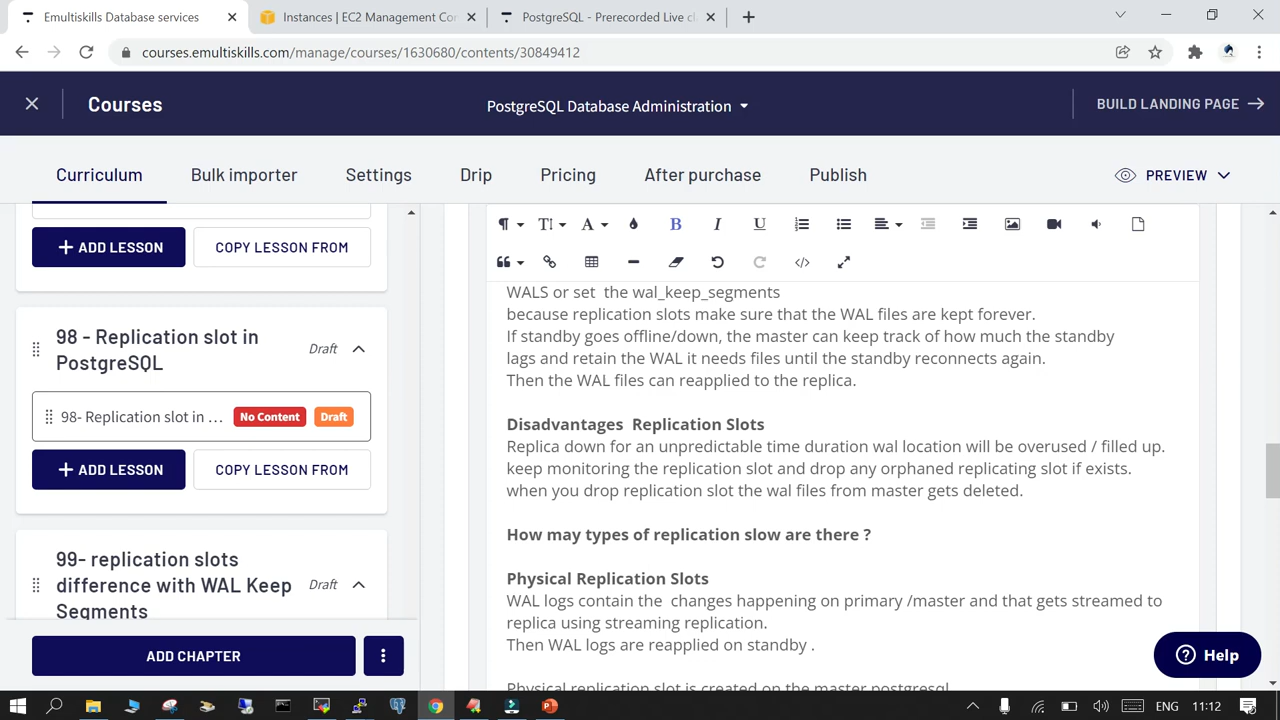 Emultiskills Database services
Instances | EC2 Management Con
PostgreSQL - Prerecorded Live cl
courses.emultiskills.com/manage/courses/1630680/contents/30849412
Courses
PostgreSQL Database Administration
BUILD LANDING PAGE
Curriculum
Bulk importer
Settings
Drip
Pricing
After purchase
Publish
PREVIEW
ADD LESSON
COPY LESSON FROM
98 - Replication slot in
PostgreSQL
Draft
98- Replication slot in ...
No Content
Draft
ADD LESSON
COPY LESSON FROM
99- replication slots
difference with WAL Keep
Segments
Draft
ADD CHAPTER
WALS or set  the wal_keep_segments
because replication slots make sure that the WAL files are kept forever.
If standby goes offline/down, the master can keep track of how much the standby
lags and retain the WAL it needs files until the standby reconnects again.
Then the WAL files can reapplied to the replica.
Disadvantages  Replication Slots
Replica down for an unpredictable time duration wal location will be overused / filled up.
keep monitoring the replication slot and drop any orphaned replicating slot if exists.
when you drop replication slot the wal files from master gets deleted.
How may types of replication slow are there ?
Physical Replication Slots
WAL logs contain the  changes happening on primary /master and that gets streamed to
replica using streaming replication.
Then WAL logs are reapplied on standby .
Physical replication slot is created on the master postgresql
Help
ENG
11:12